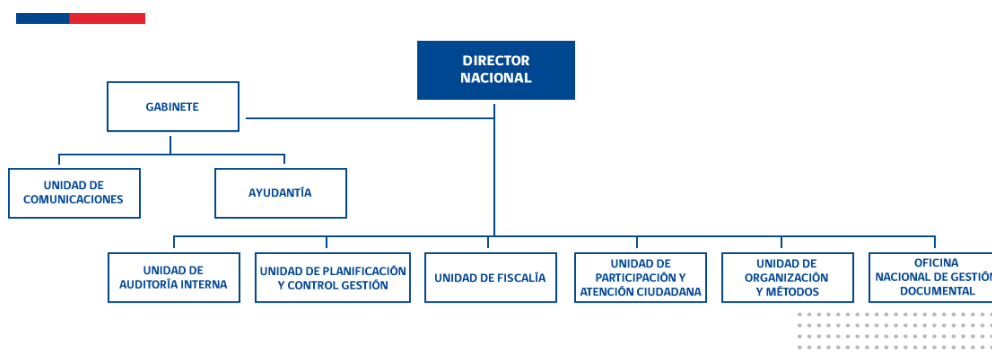 DIRECTOR
NACIONAL
GABINETE
UNIDAD DE
COMUNICACIONES
AYUDANTÍA
UNIDAD DE
AUDITORÍA INTERNA
UNIDAD DE PLANIFICACIÓN
Y CONTROL GESTIÓN
UNIDAD DE FISCALÍA
UNIDAD DE
PARTICIPACIÓN Y
ATENCIÓN CIUDADANA
UNIDAD DE
ORGANIZACIÓN
Y MÉTODOS
OFICINA
NACIONAL DE GESTIÓN
DOCUMENTAL